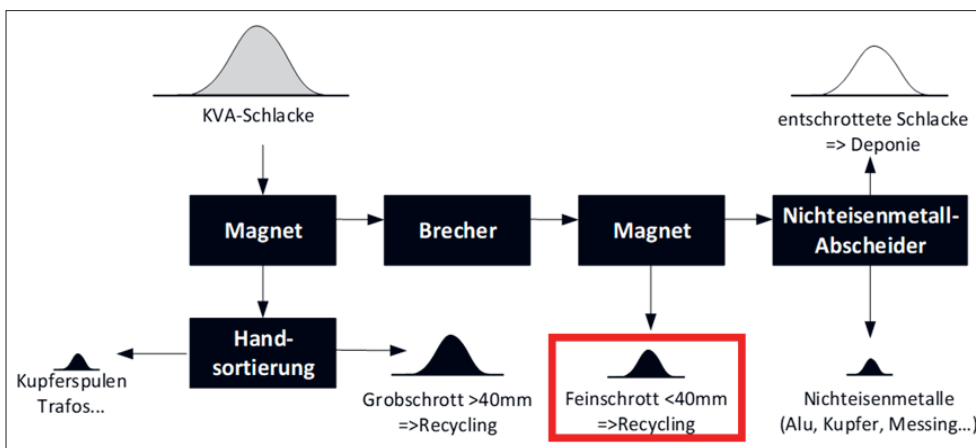 KVA-Schlacke
entschrottete Schlacke
=> Deponie
Magnet
Brecher
Magnet
Nichteisenmetall-
Abscheider
Hand-
sortierung
Kupferspulen
Trafos...
Grobschrott >40mm
=>Recycling
Feinschrott <40mm
=>Recycling
Nichteisenmetalle
(Alu, Kupfer, Messing...)